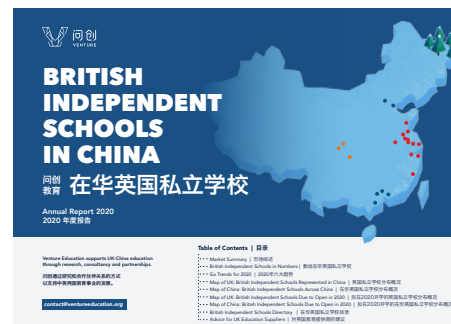 问创
VENTURE
BRITISH
INDEPENDENT
SCHOOLS
IN CHINA
问创
教育 在华英国私立学校
Annual Report 2020
2020 年度报告
Venture Education supports UK-China education
through research, consultancy and partnerships.
问创通过研究和合作伙伴关系的方式
以支持中英教育事业的发展。
contact@ventureeducation.org
Table of Contents | 目录
Market Summary | 市场综述
British Independent Schools in Numbers | 数说在华英国私立学校
Six Trends for 2020 | 2020年六大趋势
Map of UK: British Independent Schools Represented in China | 英国私立学校分布概况
Map of China: British Independent Schools Across China | 在华英国私立学校分布概况
Map of UK: British Independent Schools Due to Open in 2020 | 拟在2020开学的英国私立学校分布概况
Map of China: British Independent Schools Due to Open in 2020 | 拟在2020开学的在华英国私立学校分布概
British Independent Schools Directory | 在华英国私立学校目录
Advice for UK Education Suppliers | 对英国教育提供商的建议